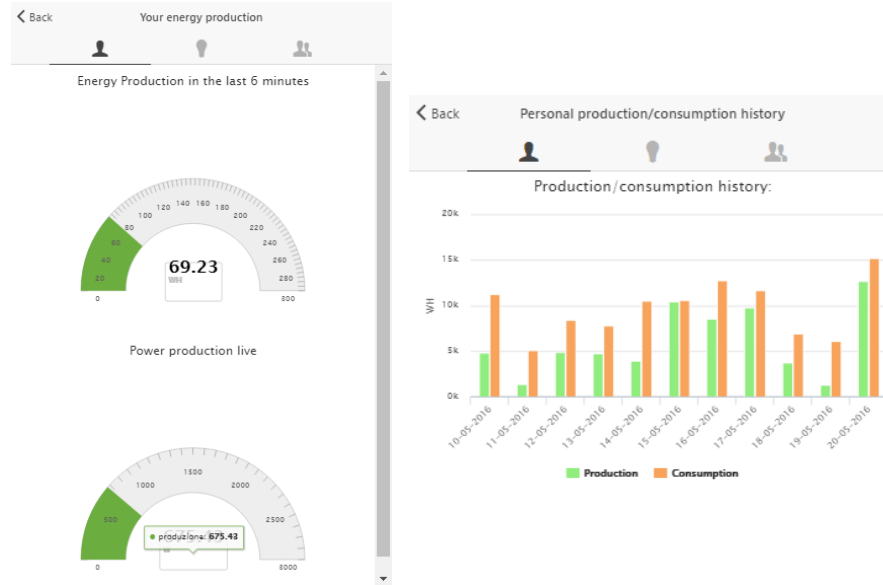 Back
Your energy production
Energy Production in the last 6 minutes
0
20
40
60
80
100
120
140
160
180
200
220
240
260
280
300
69.23
WH
Power production live
0
500
1000
1500
2000
2500
3000
675.43
produzione: 675.43
Back
Personal production/consumption history
Production/consumption history:
WH
20k
15k
10k
5k
0k
10-05-2016
11-05-2016
12-05-2016
13-05-2016
14-05-2016
15-05-2016
16-05-2016
17-05-2016
18-05-2016
19-05-2016
20-05-2016
Production
Consumption